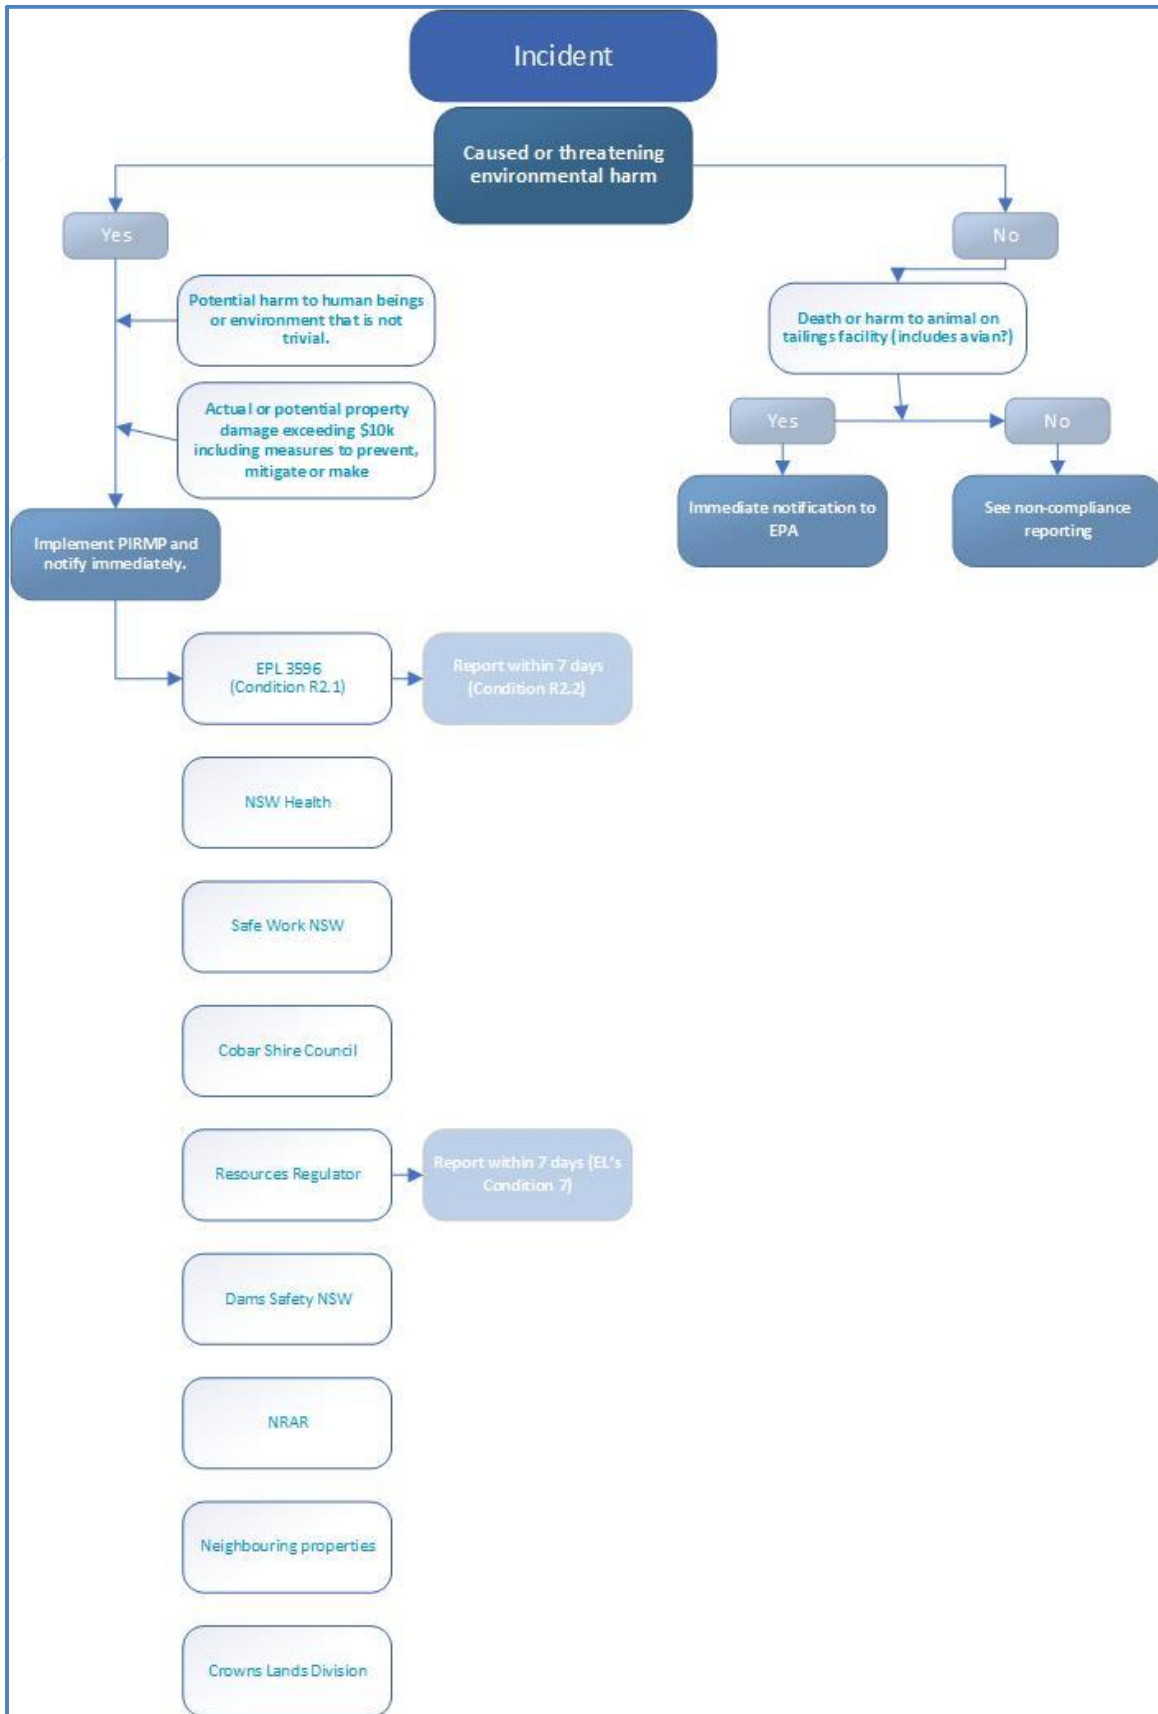 Incident
Caused or threatening
environmental harm
Yes
No
Potential harm to human beings
or environment that is not
trivial.
Death or harm to animal on
tailings facility (includes avian?)
Actual or potential property
damage exceeding $10k
including measures to prevent,
mitigate or make
Yes
No
Immediate notification to
EPA
See non-compliance
reporting
Implement PIRMP and
notify immediately.
EPL 3596
(Condition R2.1)
Report within 7 days
(Condition R2.2)
NSW Health
Safe Work NSW
Cobar Shire Council
Resources Regulator
Report within 7 days (EL's
Condition 7)
Dams Safety NSW
NRAR
Neighbouring properties
Crowns Lands Division